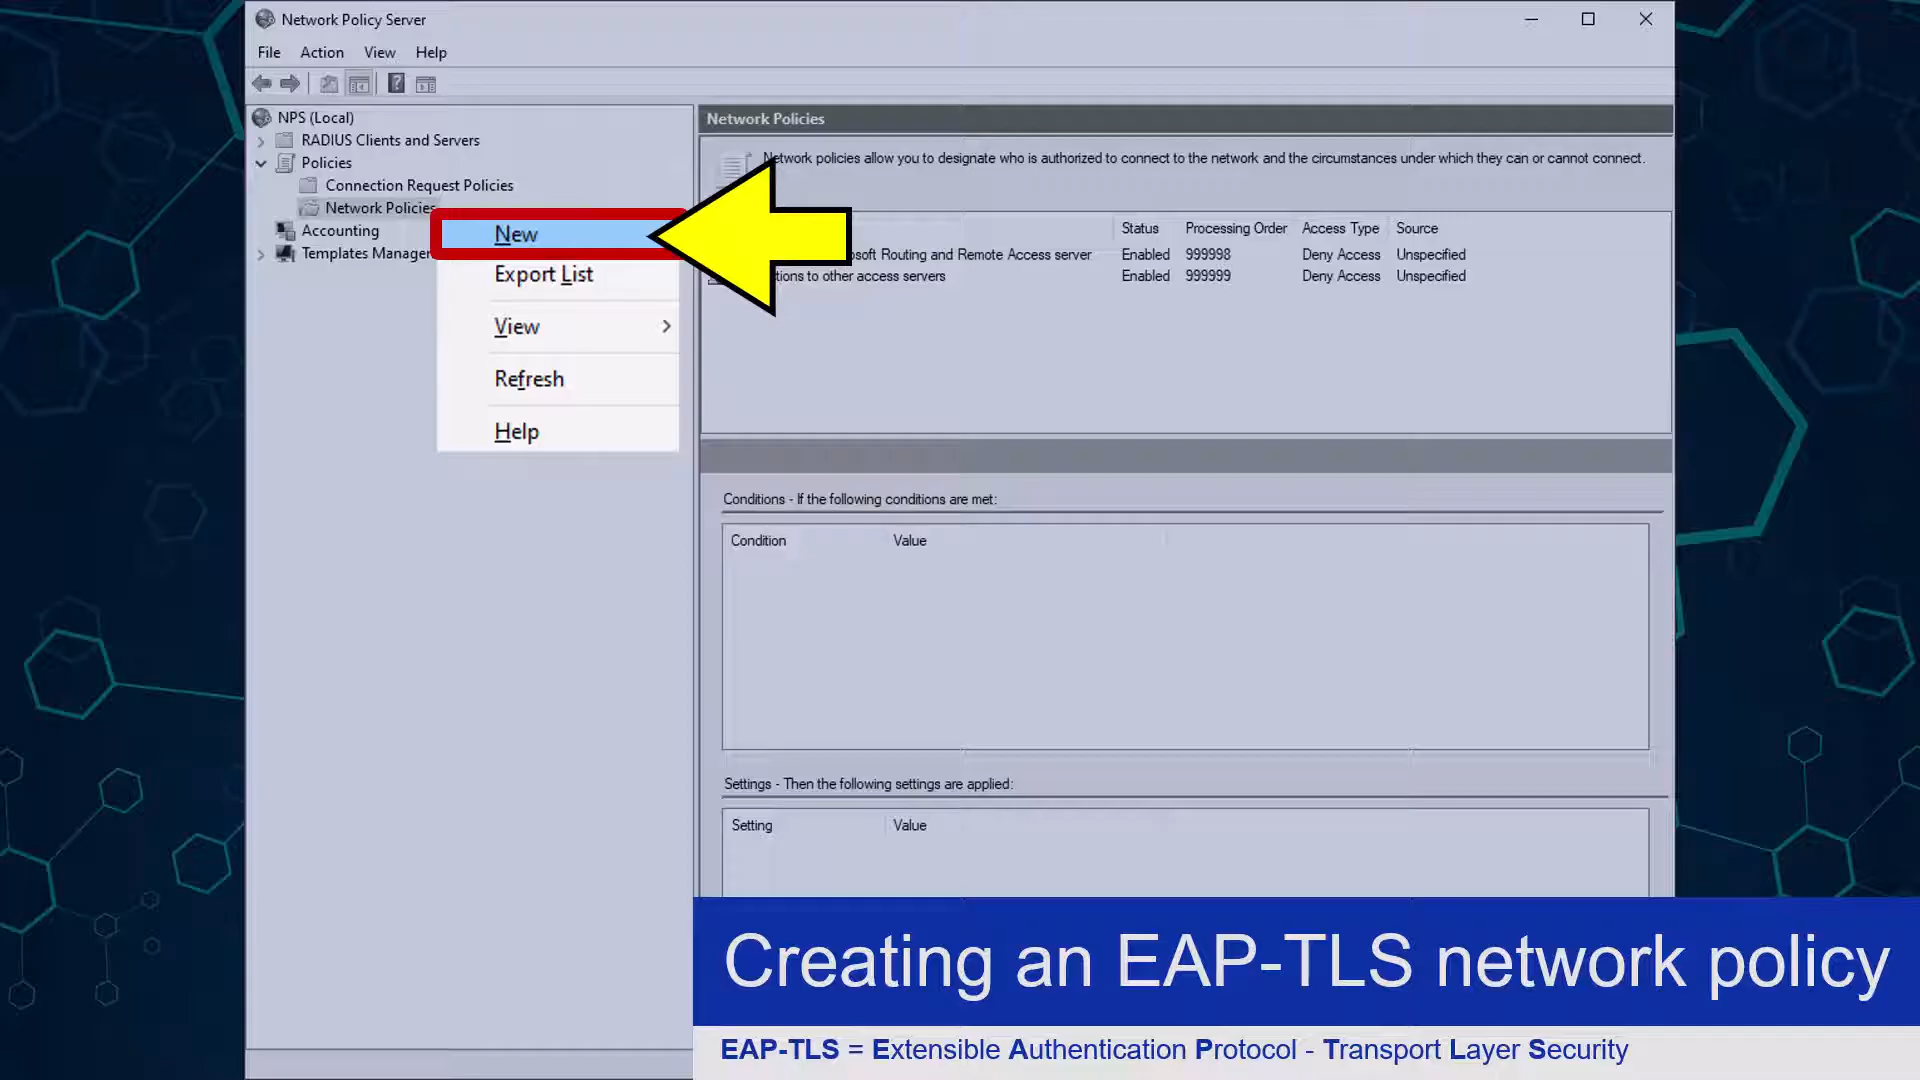 Network Policy Server
File Action View Help
NPS (Local)
RADIUS Clients and Servers
Policies
Connection Request Policies
Network Policies
Accounting
Templates
New
Export List
View
Refresh
Help
Network Policies
Network policies allow you to designate who is authorized to connect to the network and the circumstances under which they can or cannot connect.
Status Processing Order Access Type Source
Routing and Remote Access server Enabled 999998 Deny Access Unspecified
to other access servers Enabled 999999 Deny Access Unspecified
Conditions - If the following conditions are met:
Condition Value
Settings - Then the following settings are applied:
Setting Value
Creating an EAP-TLS network policy
EAP-TLS = Extensible Authentication Protocol - Transport Layer Security